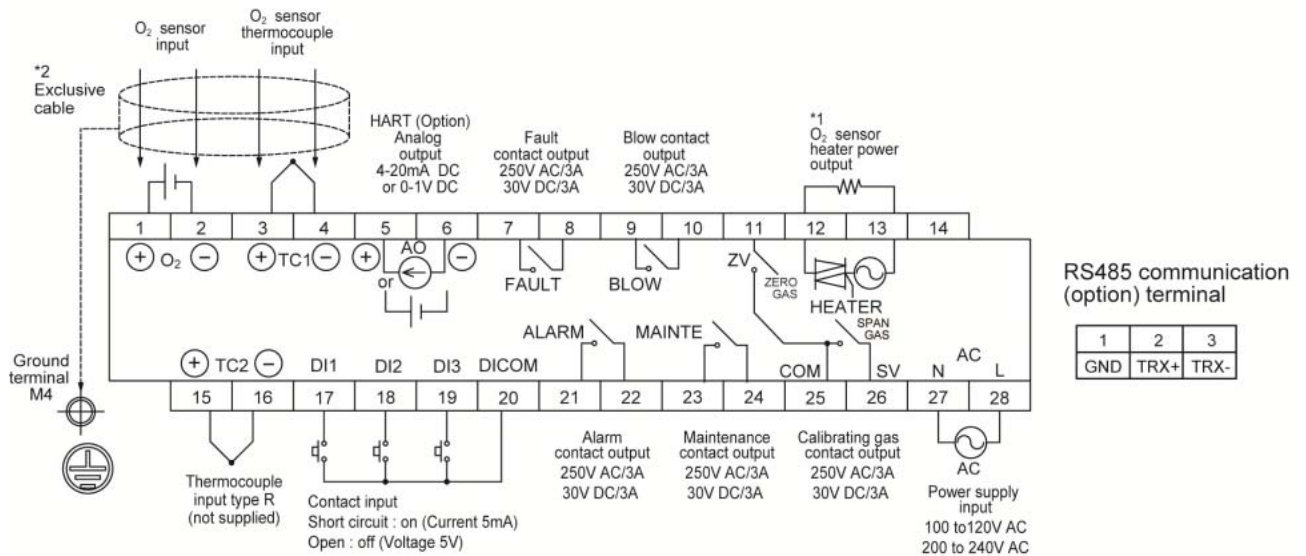 O₂ sensor
input
O₂ sensor
thermocouple
input
*2
Exclusive
cable
HART (Option)
Analog
output
4-20mA DC
or 0-1V DC
Fault
contact output
250V AC/3A
30V DC/3A
Blow contact
output
250V AC/3A
30V DC/3A
*1
O₂ sensor
heater power
output
1 2 3 4 5 6 7 8 9 10 11 12 13 14
+ O₂ − + TC1 − + AO −
or
FAULT
BLOW
ZV
ZERO
GAS
HEATER
ALARM
MAINTE
SPAN
GAS
+ TC2 − DI1 DI2 DI3 DICOM
COM SV N AC L
15 16 17 18 19 20 21 22 23 24 25 26 27 28
Ground
terminal
M4
Thermocouple
input type R
(not supplied)
Contact input
Short circuit : on (Current 5mA)
Open : off (Voltage 5V)
Alarm
contact output
250V AC/3A
30V DC/3A
Maintenance
contact output
250V AC/3A
30V DC/3A
Calibrating gas
contact output
250V AC/3A
30V DC/3A
AC
Power supply
input
100 to120V AC
200 to 240V AC
RS485 communication
(option) terminal
1 2 3
GND TRX+ TRX-